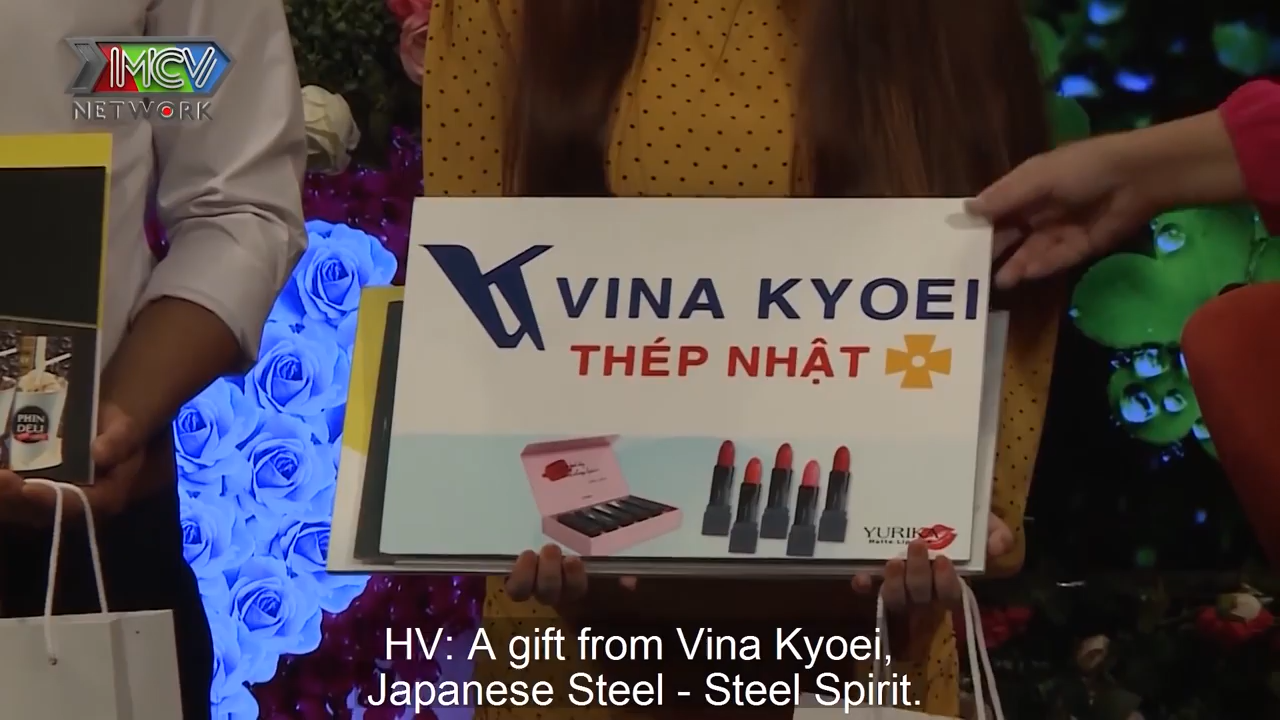 MCV
NETWORK
VINA KYOEI
THÉP NHẬT
PHIN
DELI
YURIKA
HV: A gift from Vina Kyoei,
Japanese Steel - Steel Spirit.